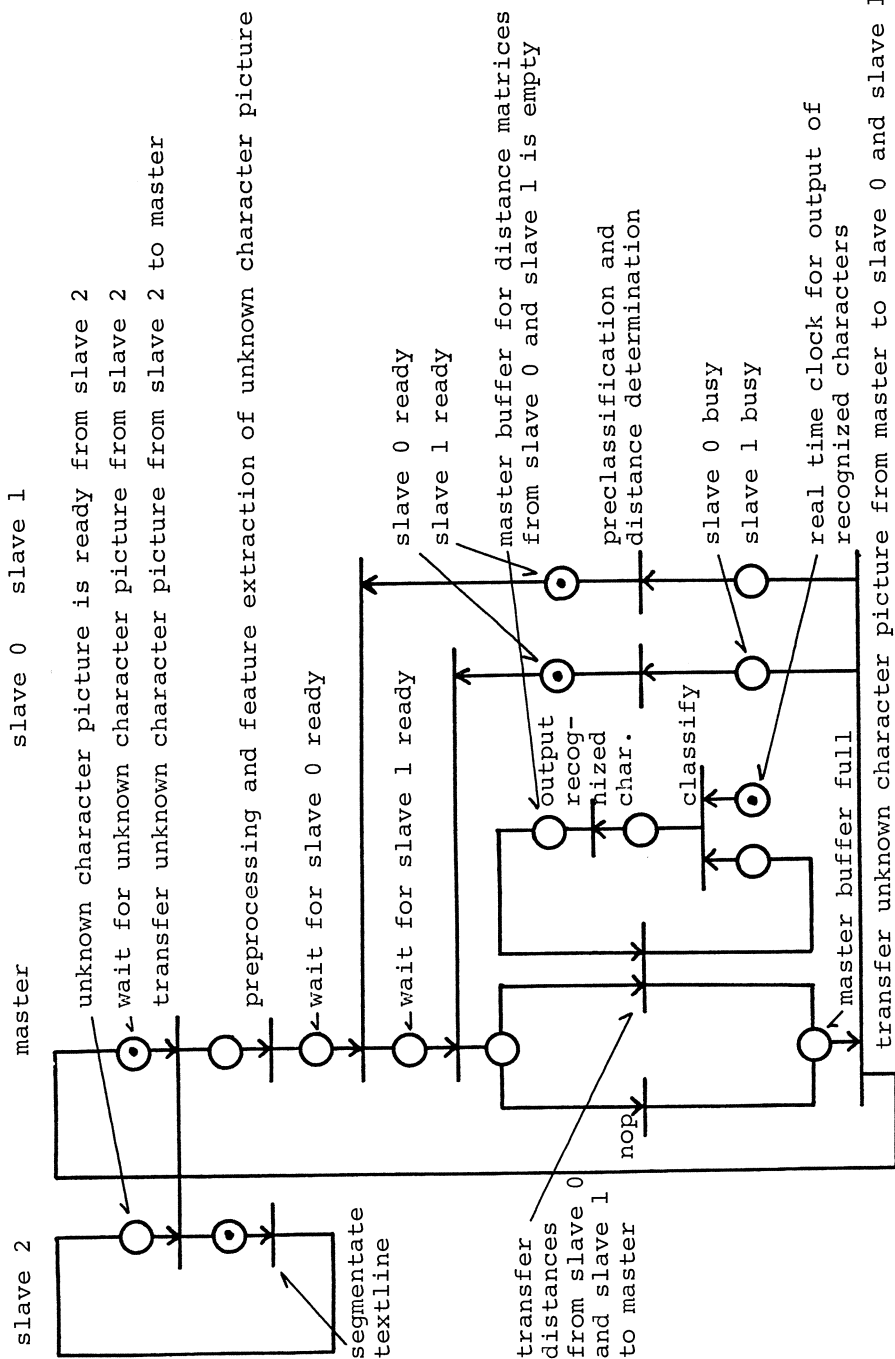 slave 2
master
slave 0
slave 1
unknown character picture is ready from slave 2
wait for unknown character picture from slave 2
transfer unknown character picture from slave 2 to master
preprocessing and feature extraction of unknown character picture
wait for slave 0 ready
wait for slave 1 ready
slave 0 ready
slave 1 ready
master buffer for distance matrices
from slave 0 and slave 1 is empty
segmentate
textline
output
recog-
nized
char.
preclassification and
distance determination
transfer
distances
from slave 0
and slave 1
to master
nop
classify
slave 0 busy
slave 1 busy
real time clock for output of
recognized characters
master buffer full
transfer unknown character picture from master to slave 0 and slave 1